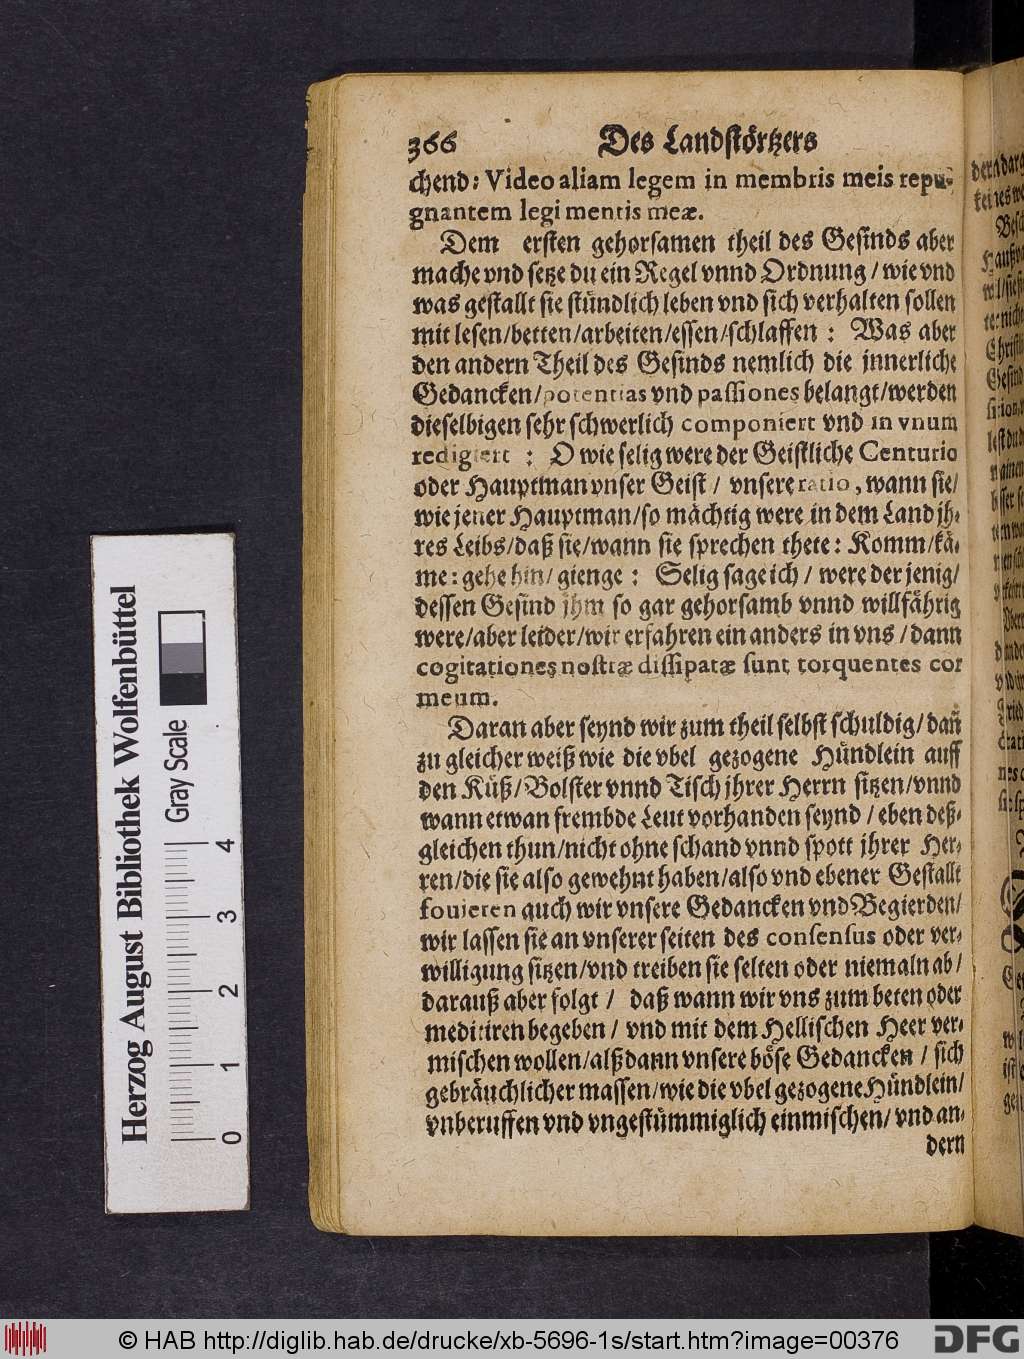 366 Des Landstörtzers
chend: Video aliam legem in membris meis repu-
gnantem legi mentis meæ.
Dem ersten gehorsamen theil des Gesinds aber
mache vnd setze du ein Regel vnnd Ordnung / wie vnd
was gestallt sie stündlich leben vnd sich verhalten sollen
mit lesen/betten/arbeiten/essen/schlaffen : Was aber
den andern Theil des Gesinds nemlich die jnnerliche
Gedancken/potentias vnd passiones belangt/werden
dieselbigen sehr schwerlich componiert vnd in vnum
redigiert : O wie selig were der Geistliche Centurio
oder Hauptman vnser Geist / vnsere ratio, wann sie/
wie jener Hauptman/so mächtig were in dem Land jh-
res Leibs/daß sie/wann sie sprechen thete: Komm/kä-
me: gehe hin/ gienge : Selig sage ich / were der jenig/
dessen Gesind jhm so gar gehorsamb vnnd willfährig
were/aber leider/wir erfahren ein anders in vns / dann
cogitationes nostræ dissipatæ sunt torquentes cor
meum.
Daran aber seynd wir zum theil selbst schuldig/ dañ
zu gleicher weiß wie die vbel gezogene Hündlein auff
den Küß/ Bolster vnnd Tisch jhrer Herrn sitzen/vnnd
wann etwan frembde Leut vorhanden seynd / eben deß-
gleichen thun/nicht ohne schand vnnd spott jhrer Her-
ren/die sie also gewehnt haben/also vnd ebener Gestallt
fouieren auch wir vnsere Gedancken vnd Begierden/
wir lassen sie an vnserer seiten des consensus oder ver-
willigung sitzen/vnd treiben sie selten oder niemaln ab/
darauß aber folgt / daß wann wir vns zum beten oder
meditiren begeben / vnd mit dem Hellischen Heer ver-
mischen wollen/alßdann vnsere böse Gedancken / sich
gebräuchlicher massen/wie die vbel gezogene Hündlein/
vnberuffen vnd vngestümmiglich einmischen/ vnd an-
dern
Herzog August Bibliothek Wolfenbüttel
Gray Scale
0 1 2 3 4
© HAB http://diglib.hab.de/drucke/xb-5696-1s/start.htm?image=00376
DFG